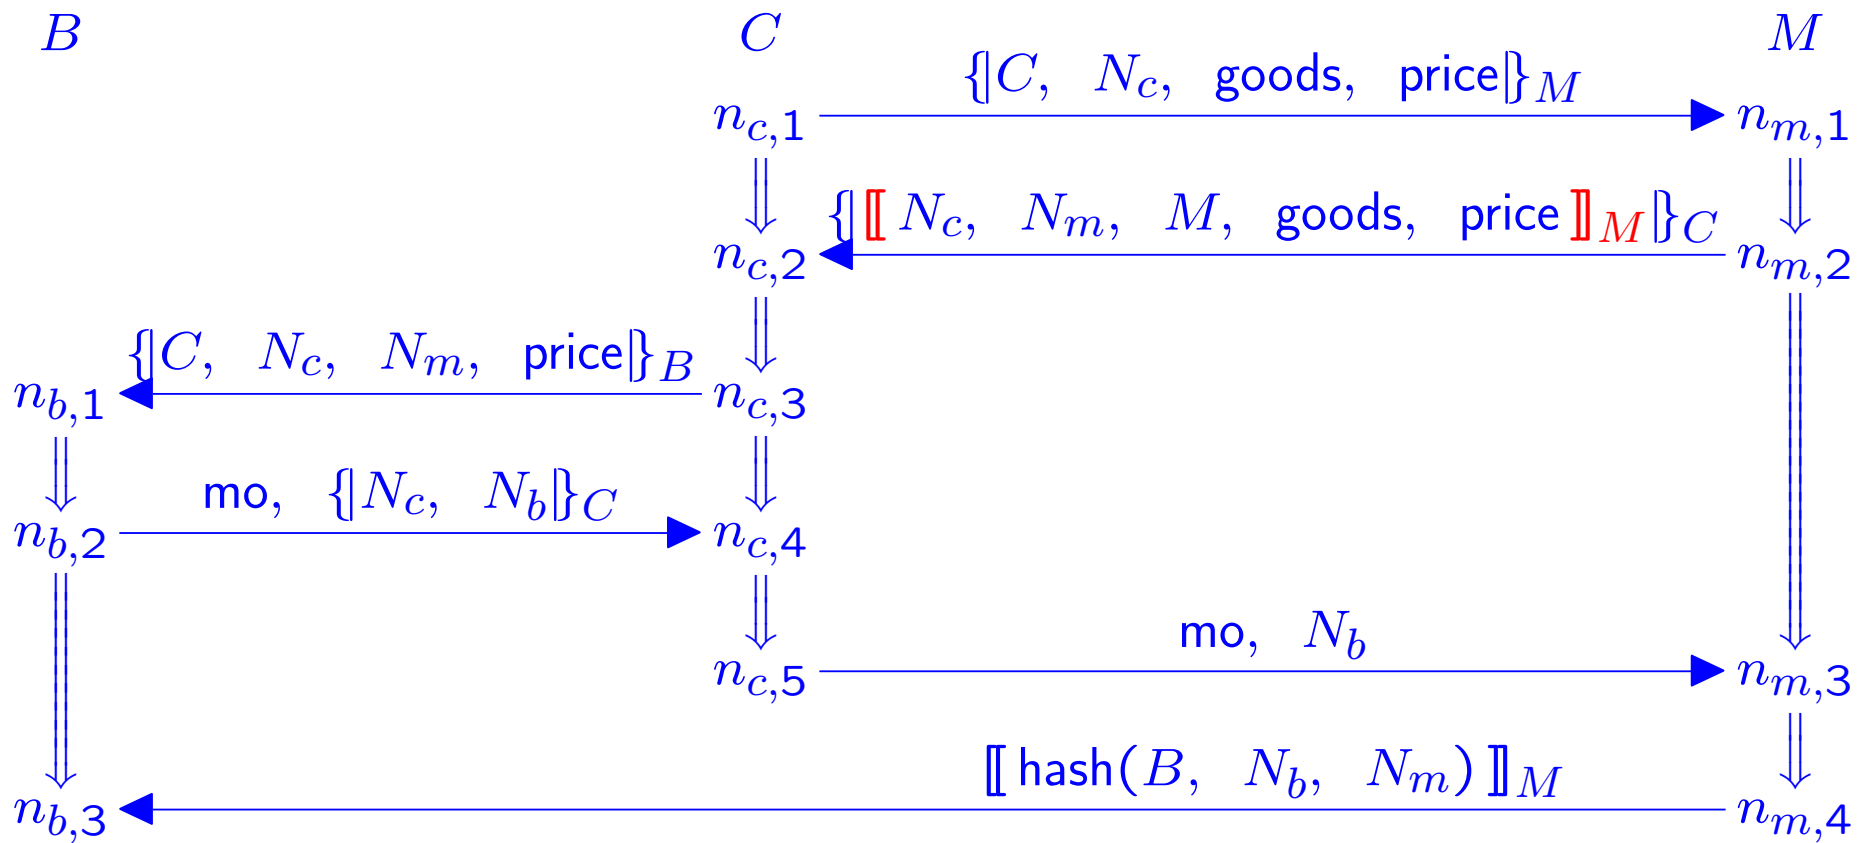 B C M
{|C, N_c, goods, price|}_M
n_{c,1} n_{m,1}
{|⟦ N_c, N_m, M, goods, price ⟧_M|}_C
n_{c,2} n_{m,2}
{|C, N_c, N_m, price|}_B
n_{b,1} n_{c,3}
mo, {|N_c, N_b|}_C
n_{b,2} n_{c,4}
mo, N_b
n_{c,5} n_{m,3}
⟦ hash(B, N_b, N_m) ⟧_M
n_{b,3} n_{m,4}